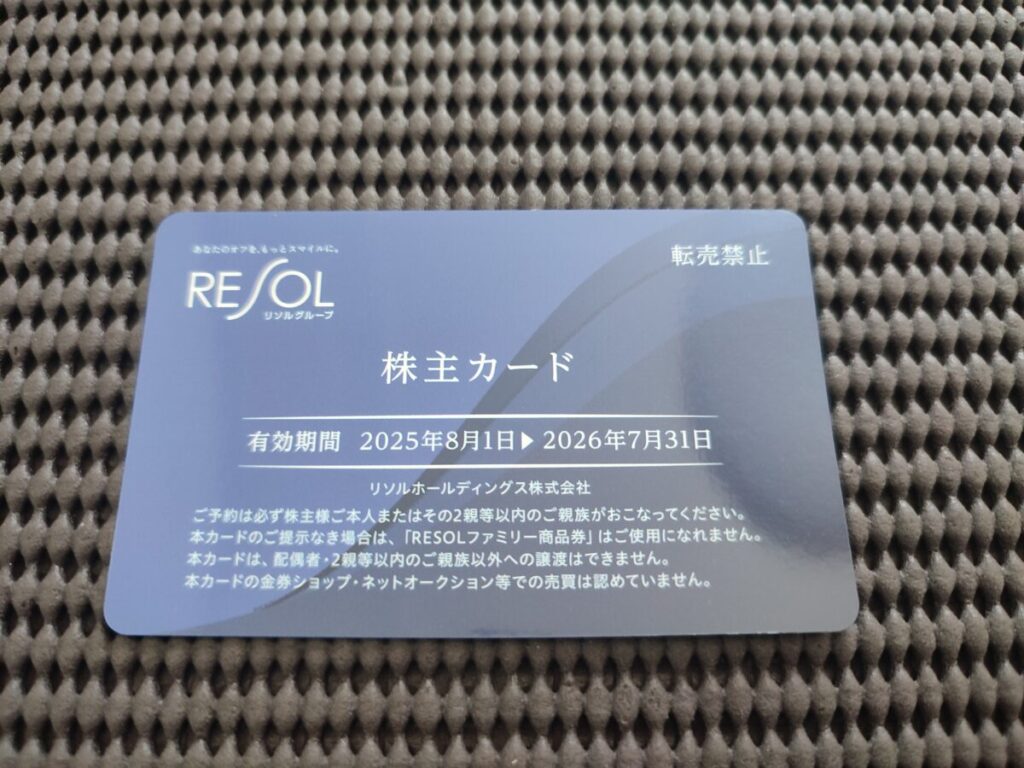 あなたのオフを、もっとスマイルに。
RESOL
リソルグループ
転売禁止
株主カード
有効期間 2025年8月1日▶2026年7月31日
リソルホールディングス株式会社
ご予約は必ず株主様ご本人またはその2親等以内のご親族がおこなってください。
本カードのご提示なき場合は、「RESOLファミリー商品券」はご使用になれません。
本カードは、配偶者・2親等以内のご親族以外への譲渡はできません。
本カードの金券ショップ・ネットオークション等での売買は認めていません。